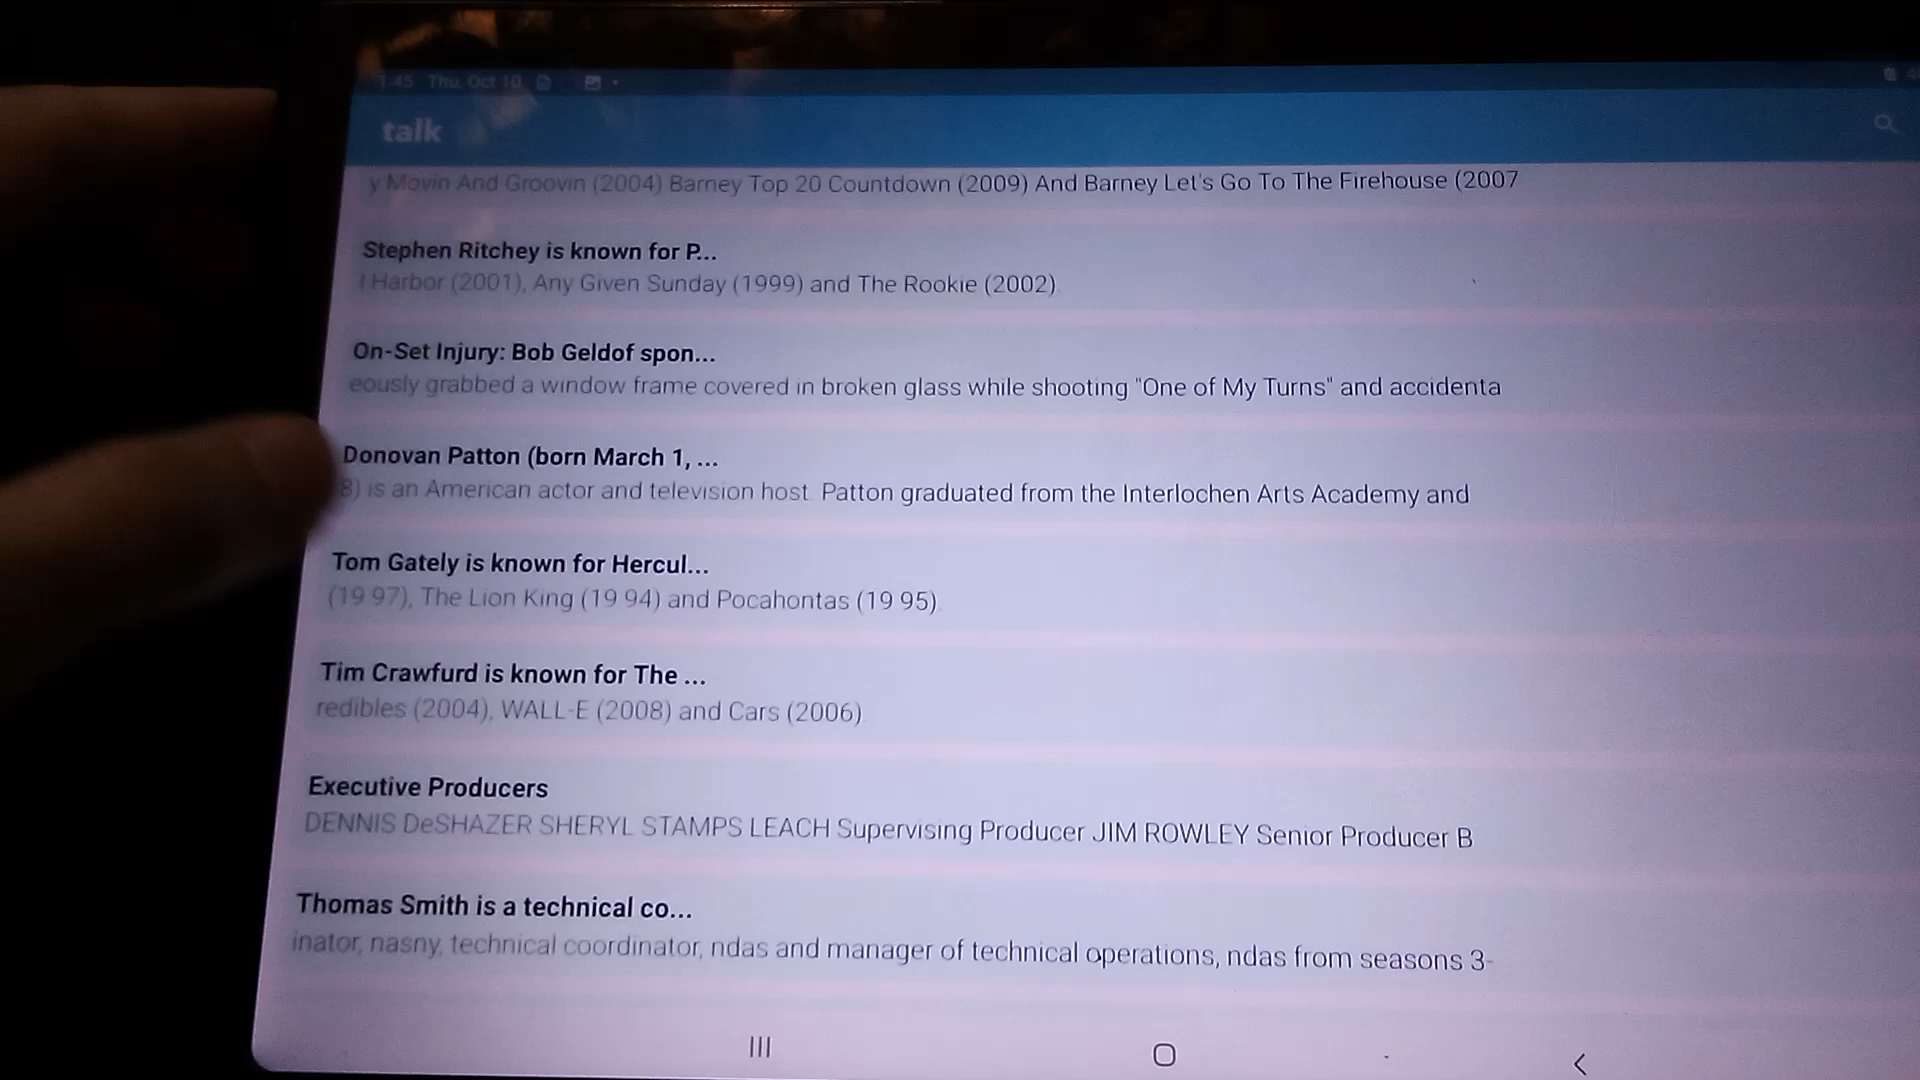 1:45 Thu, Oct 10
talk
y Movin And Groovin (2004) Barney Top 20 Countdown (2009) And Barney Let's Go To The Firehouse (2007
Stephen Ritchey is known for P...
l Harbor (2001), Any Given Sunday (1999) and The Rookie (2002)
On-Set Injury: Bob Geldof spon...
eously grabbed a window frame covered in broken glass while shooting "One of My Turns" and accidenta
Donovan Patton (born March 1, ...
8) is an American actor and television host. Patton graduated from the Interlochen Arts Academy and
Tom Gately is known for Hercul...
(19 97), The Lion King (19 94) and Pocahontas (19 95).
Tim Crawfurd is known for The ...
redibles (2004), WALL-E (2008) and Cars (2006)
Executive Producers
DENNIS DeSHAZER SHERYL STAMPS LEACH Supervising Producer JIM ROWLEY Senior Producer B
Thomas Smith is a technical co...
inator, nasny, technical coordinator, ndas and manager of technical operations, ndas from seasons 3-